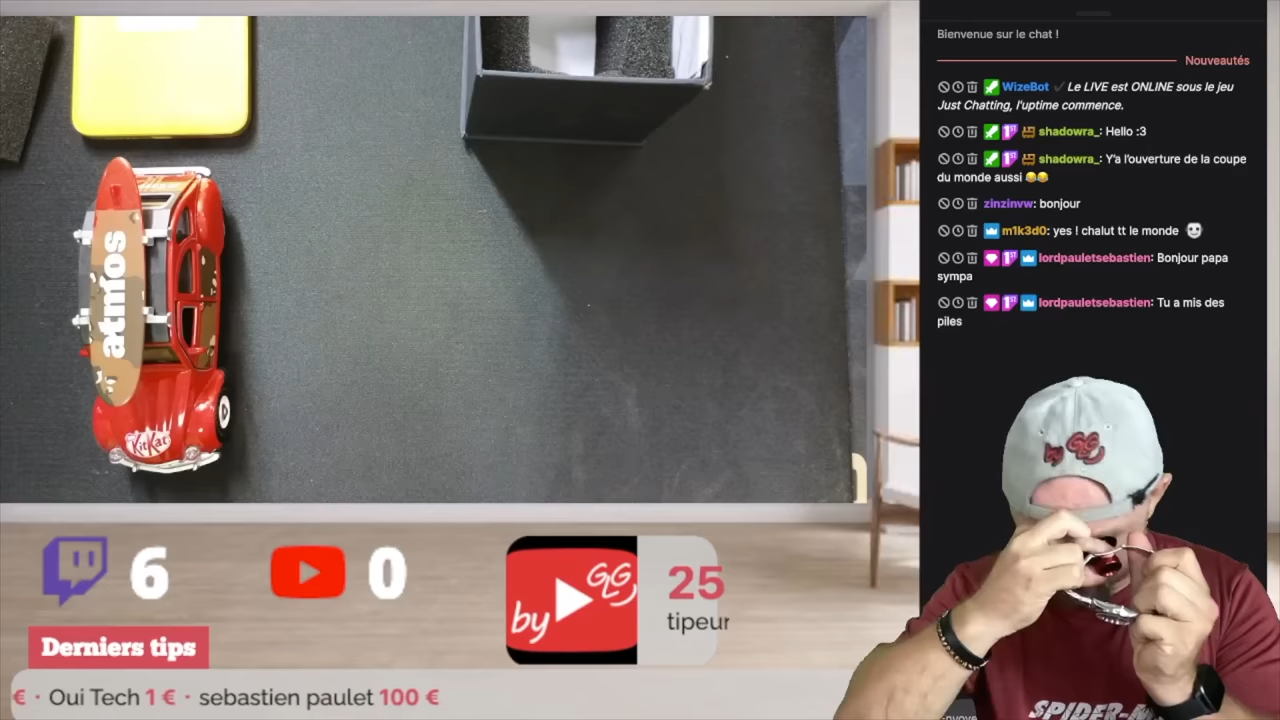 Bienvenue sur le chat !
Nouveautés
WizeBot ✓ Le LIVE est ONLINE sous le jeu
Just Chatting, l'uptime commence.
shadowra_: Hello :3
shadowra_: Y'a l'ouverture de la coupe
du monde aussi 😂😂
zinzinvw: bonjour
m1k3d0: yes ! chalut tt le monde
lordpauletsebastien: Bonjour papa
sympa
lordpauletsebastien: Tu a mis des
piles
atmíos
KitKat
by GLG
6
0
by GLG
25
tipeur
Derniers tips
€ · Oui Tech 1 € · sebastien paulet 100 €
SPIDER-M